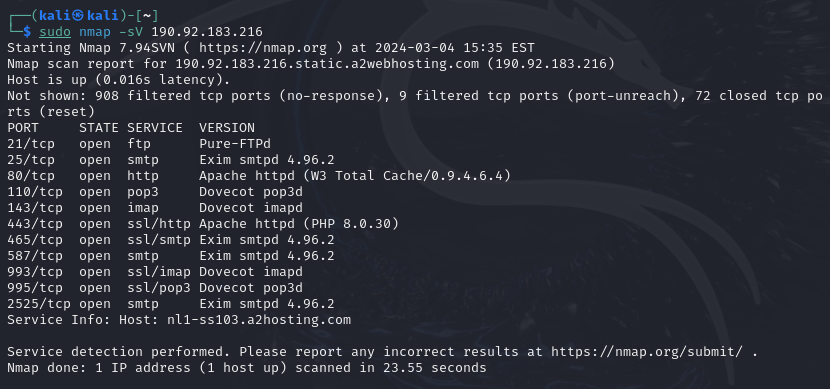 ┌──(kali㉿kali)-[~]
└─$ sudo nmap -sV 190.92.183.216
Starting Nmap 7.94SVN ( https://nmap.org ) at 2024-03-04 15:35 EST
Nmap scan report for 190.92.183.216.static.a2webhosting.com (190.92.183.216)
Host is up (0.016s latency).
Not shown: 908 filtered tcp ports (no-response), 9 filtered tcp ports (port-unreach), 72 closed tcp po
rts (reset)
PORT     STATE SERVICE  VERSION
21/tcp   open  ftp      Pure-FTPd
25/tcp   open  smtp     Exim smtpd 4.96.2
80/tcp   open  http     Apache httpd (W3 Total Cache/0.9.4.6.4)
110/tcp  open  pop3     Dovecot pop3d
143/tcp  open  imap     Dovecot imapd
443/tcp  open  ssl/http Apache httpd (PHP 8.0.30)
465/tcp  open  ssl/smtp Exim smtpd 4.96.2
587/tcp  open  smtp     Exim smtpd 4.96.2
993/tcp  open  ssl/imap Dovecot imapd
995/tcp  open  ssl/pop3 Dovecot pop3d
2525/tcp open  smtp     Exim smtpd 4.96.2
Service Info: Host: nl1-ss103.a2hosting.com

Service detection performed. Please report any incorrect results at https://nmap.org/submit/ .
Nmap done: 1 IP address (1 host up) scanned in 23.55 seconds